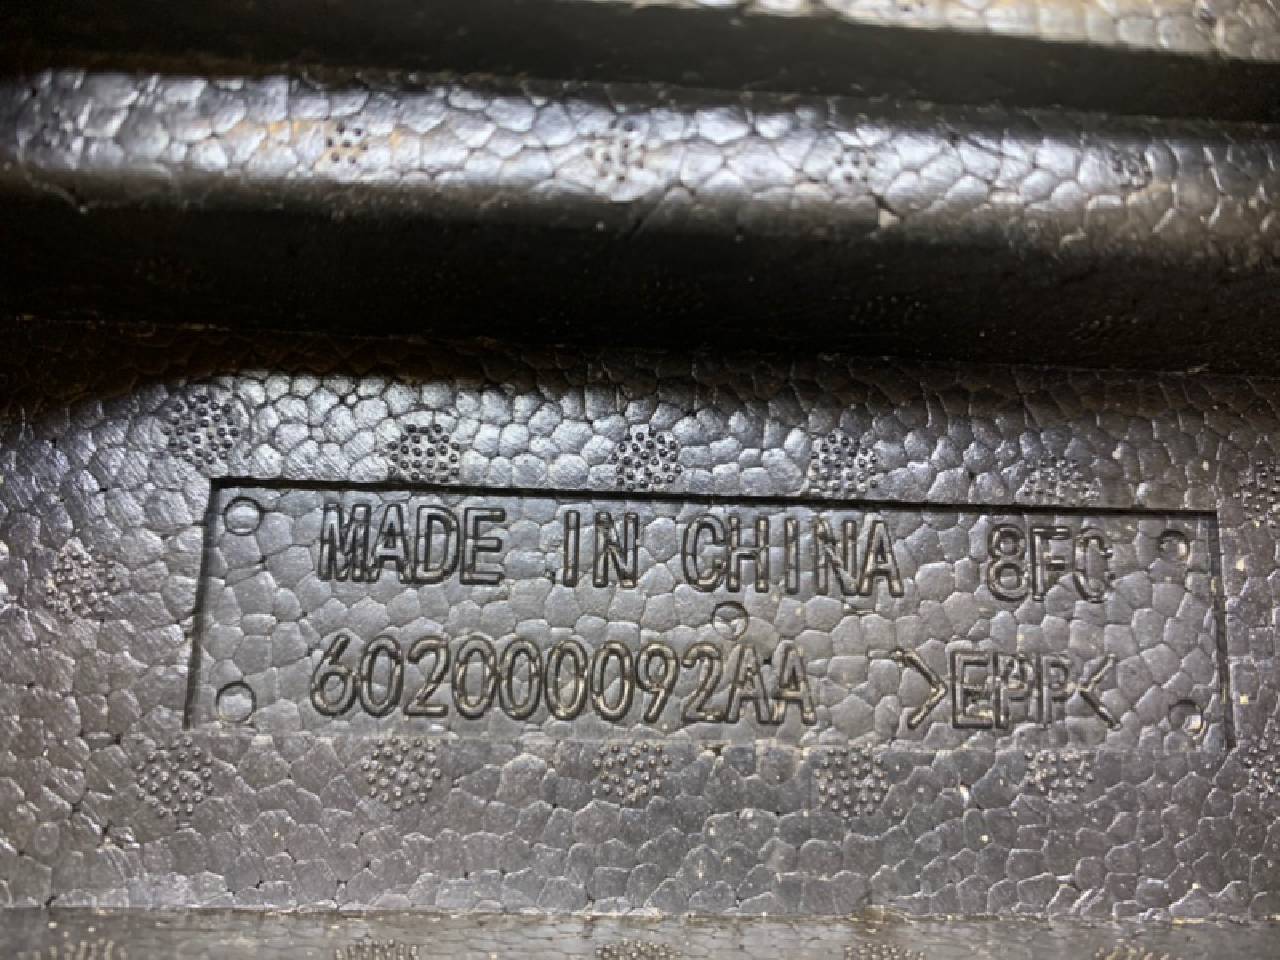 MADE IN CHINA 8FC
602000092AA >EPP<